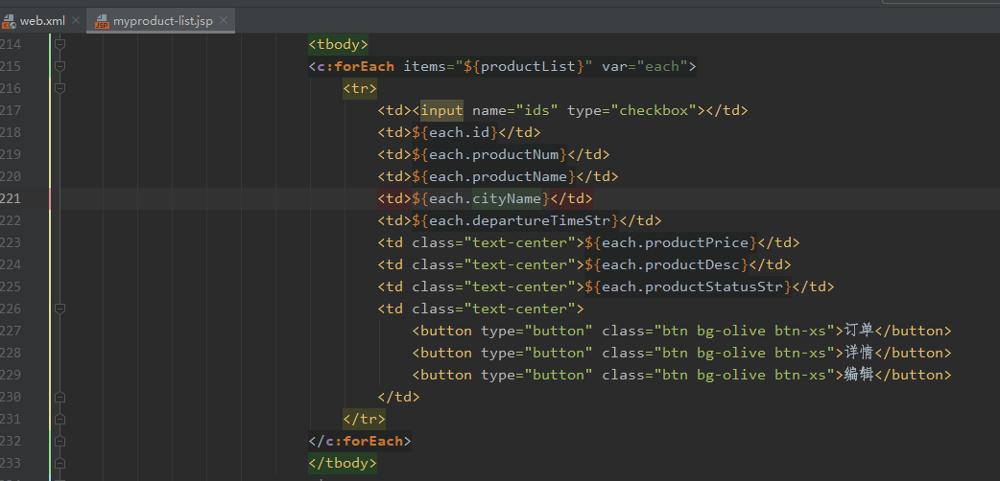 web.xml
myproduct-list.jsp
214 <tbody>
215 <c:forEach items="${productList}" var="each">
216 <tr>
217 <td><input name="ids" type="checkbox"></td>
218 <td>${each.id}</td>
219 <td>${each.productNum}</td>
220 <td>${each.productName}</td>
221 <td>${each.cityName}</td>
222 <td>${each.departureTimeStr}</td>
223 <td class="text-center">${each.productPrice}</td>
224 <td class="text-center">${each.productDesc}</td>
225 <td class="text-center">${each.productStatusStr}</td>
226 <td class="text-center">
227 <button type="button" class="btn bg-olive btn-xs">订单</button>
228 <button type="button" class="btn bg-olive btn-xs">详情</button>
229 <button type="button" class="btn bg-olive btn-xs">编辑</button>
230 </td>
231 </tr>
232 </c:forEach>
233 </tbody>